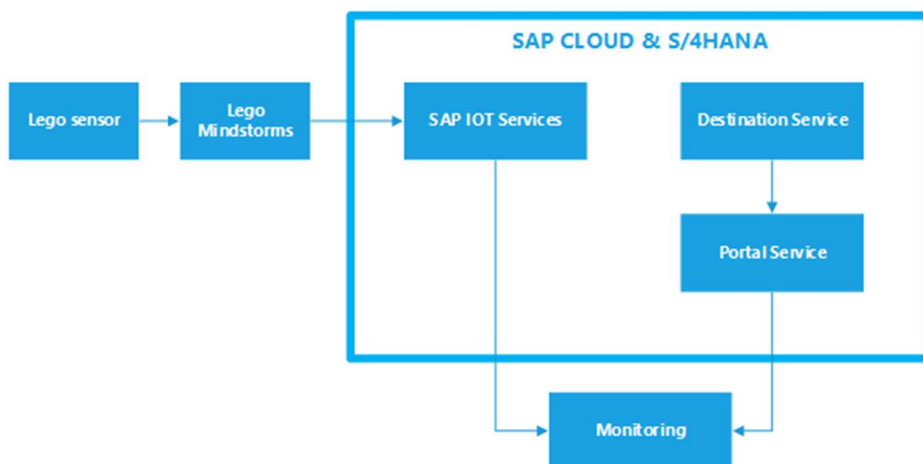 SAP CLOUD & S/4HANA
Lego sensor
Lego
Mindstorms
SAP IOT Services
Destination Service
Portal Service
Monitoring